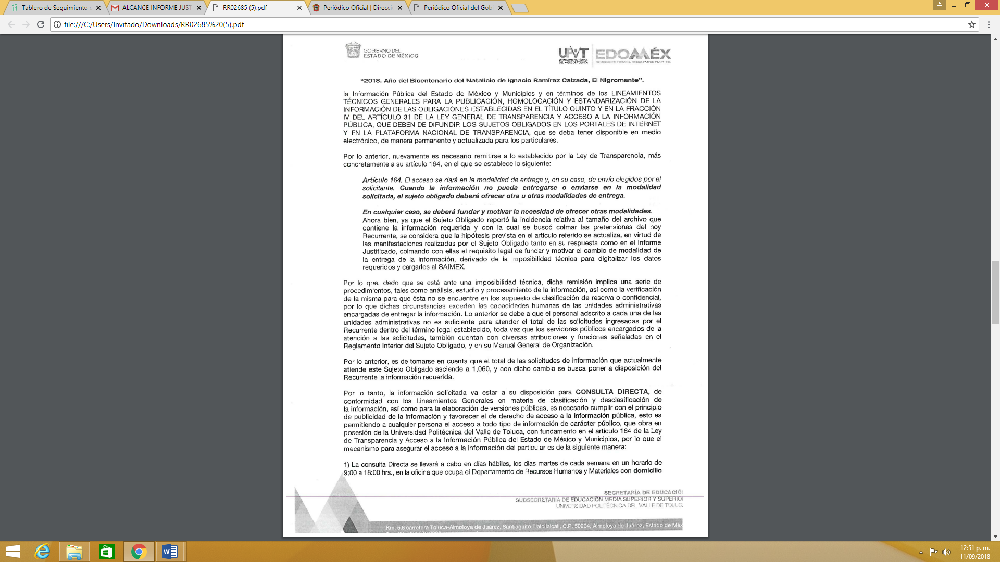 Tablero de Seguimiento
ALCANCE INFORME JUST
RR02685 (5).pdf
Periódico Oficial | Direcci
Periódico Oficial del Gob
file:///C:/Users/Invitado/Downloads/RR02685%20(5).pdf
GOBIERNO DEL
ESTADO DE MÉXICO
UPVT
UNIVERSIDAD POLITÉCNICA
DEL VALLE DE TOLUCA
EDOMÉX
DECISIONES FIRMES, RESULTADOS FUERTES.
“2018. Año del Bicentenario del Natalicio de Ignacio Ramírez Calzada, El Nigromante”.
la Información Pública del Estado de México y Municipios y en términos de los LINEAMIENTOS
TÉCNICOS GENERALES PARA LA PUBLICACIÓN, HOMOLOGACIÓN Y ESTANDARIZACIÓN DE LA
INFORMACIÓN DE LAS OBLIGACIONES ESTABLECIDAS EN EL TÍTULO QUINTO Y EN LA FRACCIÓN
IV DEL ARTÍCULO 31 DE LA LEY GENERAL DE TRANSPARENCIA Y ACCESO A LA INFORMACIÓN
PÚBLICA, QUE DEBEN DE DIFUNDIR LOS SUJETOS OBLIGADOS EN LOS PORTALES DE INTERNET
Y EN LA PLATAFORMA NACIONAL DE TRANSPARENCIA, que se deba tener disponible en medio
electrónico, de manera permanente y actualizada para los particulares.
Por lo anterior, nuevamente es necesario remitirse a lo establecido por la Ley de Transparencia, más
concretamente a su artículo 164, en el que se establece lo siguiente:
Artículo 164. El acceso se dará en la modalidad de entrega y, en su caso, de envío elegidos por el
solicitante. Cuando la información no pueda entregarse o enviarse en la modalidad
solicitada, el sujeto obligado deberá ofrecer otra u otras modalidades de entrega.
En cualquier caso, se deberá fundar y motivar la necesidad de ofrecer otras modalidades.
Ahora bien, ya que el Sujeto Obligado reportó la incidencia relativa al tamaño del archivo que
contiene la información requerida y con la cual se buscó colmar las pretensiones del hoy
Recurrente, se considera que la hipótesis prevista en el artículo referido se actualiza, en virtud de
las manifestaciones realizadas por el Sujeto Obligado tanto en su respuesta como en el Informe
Justificado, colmando con ellas el requisito legal de fundar y motivar el cambio de modalidad de
la entrega de la información, derivado de la imposibilidad técnica para digitalizar los datos
requeridos y cargarlos al SAIMEX.
Por lo que, dado que se está ante una imposibilidad técnica, dicha remisión implica una serie de
procedimientos, tales como análisis, estudio y procesamiento de la información, así como la verificación
de la misma para que ésta no se encuentre en los supuesto de clasificación de reserva o confidencial,
por lo que dichas circunstancias exceden las capacidades humanas de las unidades administrativas
encargadas de entregar la información. Lo anterior se debe a que el personal adscrito a cada una de las
unidades administrativas no es suficiente para atender el total de las solicitudes ingresadas por el
Recurrente dentro del término legal establecido, toda vez que los servidores públicos encargados de la
atención a las solicitudes, también cuentan con diversas atribuciones y funciones señaladas en el
Reglamento Interior del Sujeto Obligado, y en su Manual General de Organización.
Por lo anterior, es de tomarse en cuenta que el total de las solicitudes de información que actualmente
atiende este Sujeto Obligado asciende a 1,060, y con dicho cambio se busca poner a disposición del
Recurrente la información requerida.
Por lo tanto, la información solicitada va estar a su disposición para CONSULTA DIRECTA, de
conformidad con los Lineamientos Generales en materia de clasificación y desclasificación de
la información, así como para la elaboración de versiones públicas, es necesario cumplir con el principio
de publicidad de la información y favorecer el de derecho de acceso a la información pública, esto es
permitiendo a cualquier persona el acceso a todo tipo de información de carácter público, que obra en
posesión de la Universidad Politécnica del Valle de Toluca, con fundamento en el artículo 164 de la Ley
de Transparencia y Acceso a la Información Pública del Estado de México y Municipios, por lo que el
mecanismo para asegurar el acceso a la información del particular es de la siguiente manera:
1) La consulta Directa se llevará a cabo en días hábiles, los días martes de cada semana en un horario de
9:00 a 18:00 hrs., en la oficina que ocupa el Departamento de Recursos Humanos y Materiales con domicilio
SECRETARÍA DE EDUCACIÓ
SUBSECRETARÍA DE EDUCACIÓN MEDIA SUPERIOR Y SUPERIO
UNIVERSIDAD POLITÉCNICA DEL VALLE DE TOLUC
Km. 5.6 carretera Toluca-Almoloya de Juárez, Santiaguito Tlalcilalcali, C.P. 50904, Almoloya de Juárez, Estado de Méx
12:51 p. m.
11/09/2018